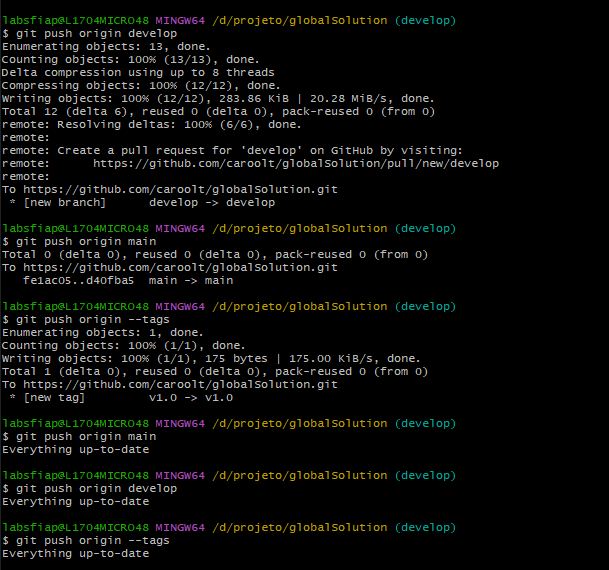 labsfiap@L1704MICRO48 MINGW64 /d/projeto/globalSolution (develop)
$ git push origin develop
Enumerating objects: 13, done.
Counting objects: 100% (13/13), done.
Delta compression using up to 8 threads
Compressing objects: 100% (12/12), done.
Writing objects: 100% (12/12), 283.86 KiB | 20.28 MiB/s, done.
Total 12 (delta 6), reused 0 (delta 0), pack-reused 0 (from 0)
remote: Resolving deltas: 100% (6/6), done.
remote:
remote: Create a pull request for 'develop' on GitHub by visiting:
remote:      https://github.com/caroolt/globalSolution/pull/new/develop
remote:
To https://github.com/caroolt/globalSolution.git
 * [new branch]      develop -> develop
labsfiap@L1704MICRO48 MINGW64 /d/projeto/globalSolution (develop)
$ git push origin main
Total 0 (delta 0), reused 0 (delta 0), pack-reused 0 (from 0)
To https://github.com/caroolt/globalSolution.git
   fe1ac05..d40fba5  main -> main
labsfiap@L1704MICRO48 MINGW64 /d/projeto/globalSolution (develop)
$ git push origin --tags
Enumerating objects: 1, done.
Counting objects: 100% (1/1), done.
Writing objects: 100% (1/1), 175 bytes | 175.00 KiB/s, done.
Total 1 (delta 0), reused 0 (delta 0), pack-reused 0 (from 0)
To https://github.com/caroolt/globalSolution.git
 * [new tag]         v1.0 -> v1.0
labsfiap@L1704MICRO48 MINGW64 /d/projeto/globalSolution (develop)
$ git push origin main
Everything up-to-date
labsfiap@L1704MICRO48 MINGW64 /d/projeto/globalSolution (develop)
$ git push origin develop
Everything up-to-date
labsfiap@L1704MICRO48 MINGW64 /d/projeto/globalSolution (develop)
$ git push origin --tags
Everything up-to-date